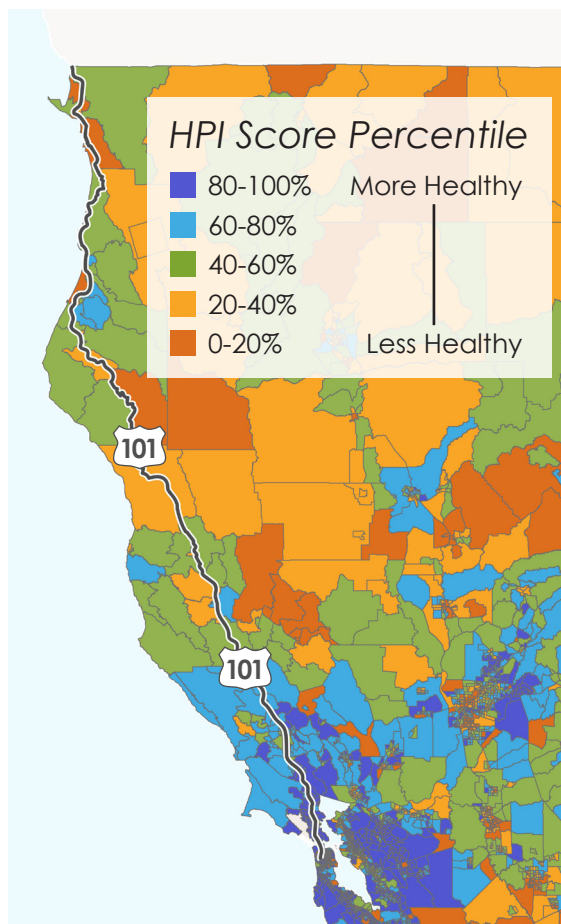 HPI Score Percentile
80-100% More Healthy
60-80%
40-60%
20-40%
0-20% Less Healthy
101
101